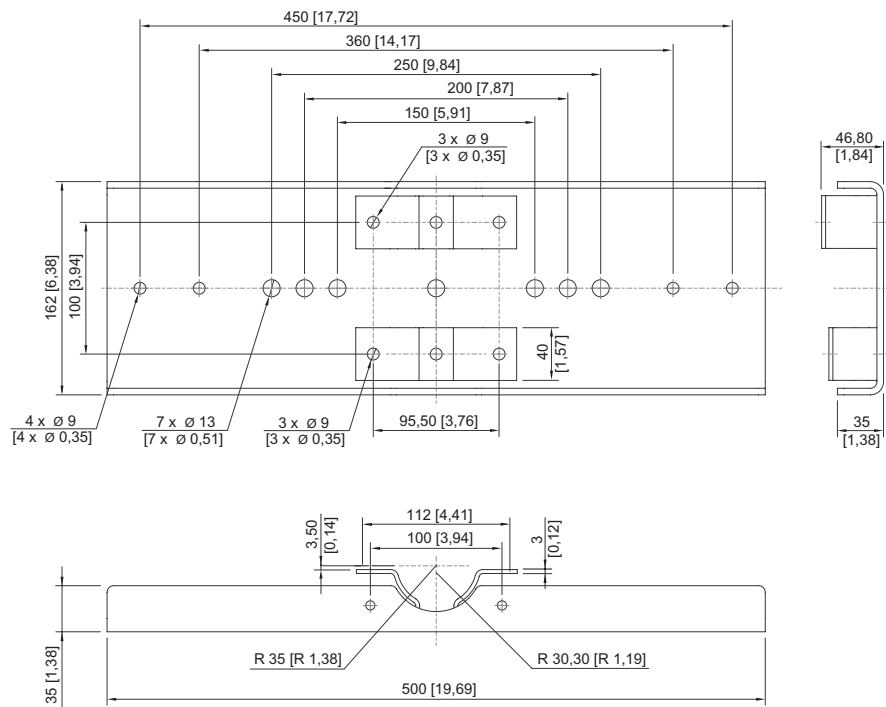 450 [17,72]
360 [14,17]
250 [9,84]
200 [7,87]
150 [5,91]
3 x Ø 9
[3 x Ø 0,35]
46,80
[1,84]
162 [6,38]
100 [3,94]
40
[1,57]
4 x Ø 9
[4 x Ø 0,35]
7 x Ø 13
[7 x Ø 0,51]
3 x Ø 9
[3 x Ø 0,35]
95,50 [3,76]
35
[1,38]
112 [4,41]
100 [3,94]
3,50
[0,14]
3
[0,12]
R 35 [R 1,38]
R 30,30 [R 1,19]
35 [1,38]
500 [19,69]